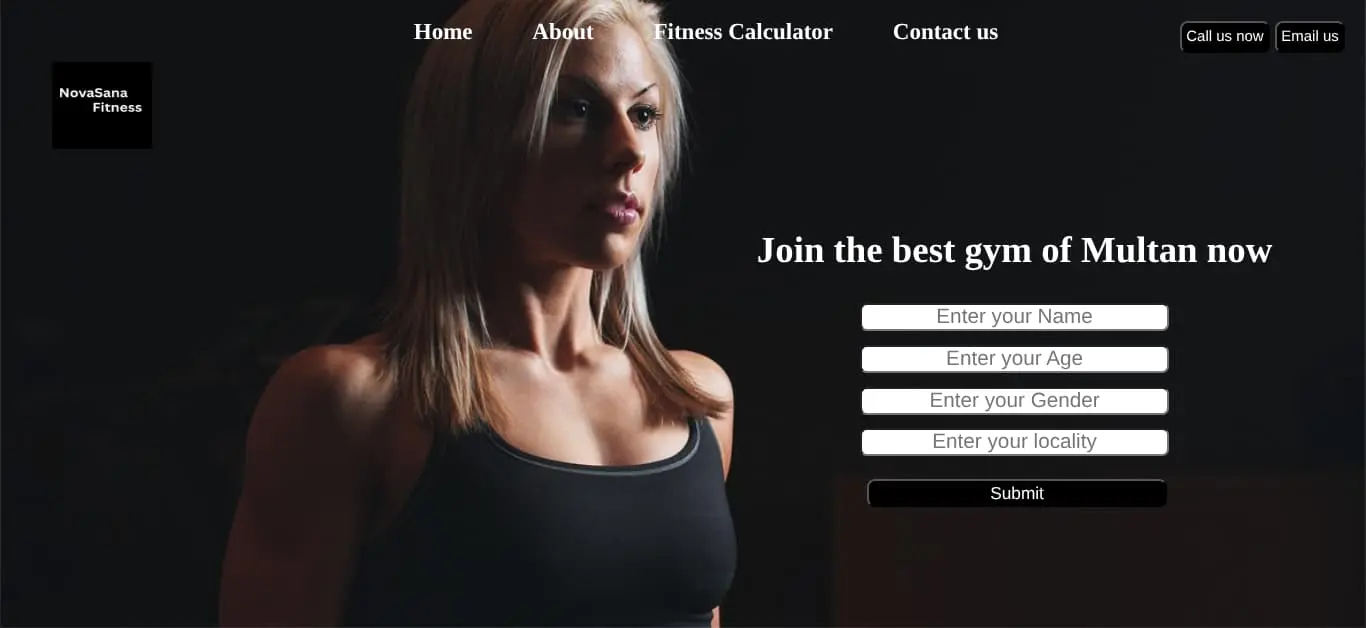 Home About Fitness Calculator Contact us Call us now Email us
NovaSana
Fitness
Join the best gym of Multan now
Enter your Name
Enter your Age
Enter your Gender
Enter your locality
Submit